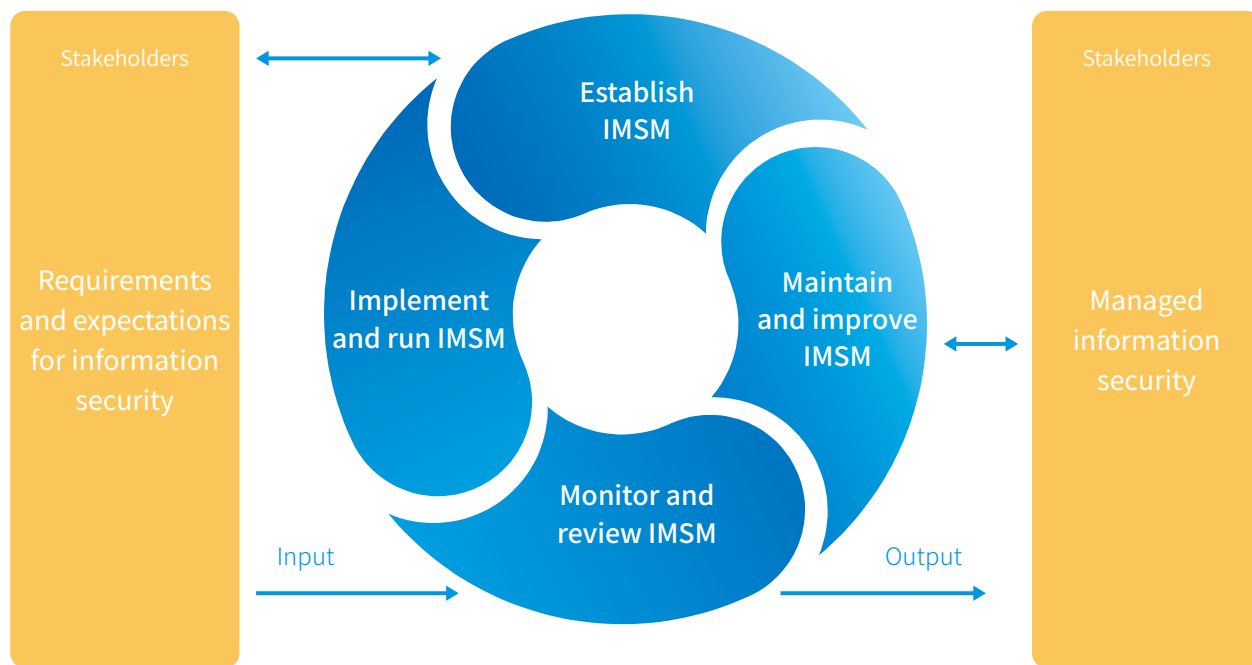 Stakeholders
Requirements
and expectations
for information
security
Establish
IMSM
Implement
and run IMSM
Maintain
and improve
IMSM
Monitor and
review IMSM
Input
Output
Stakeholders
Managed
information
security